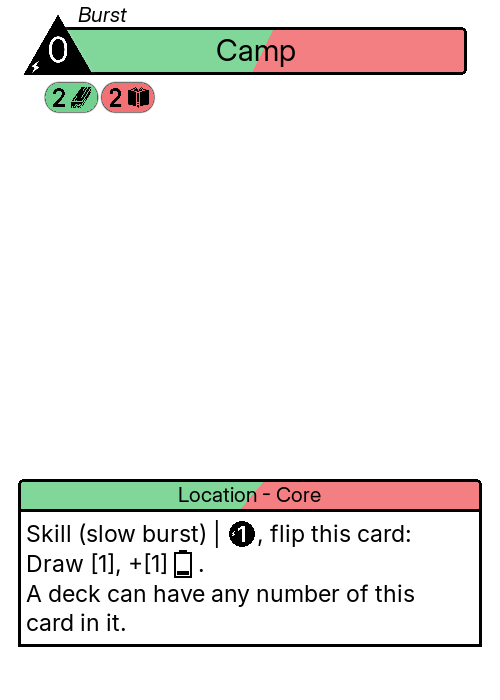 Burst
0 Camp
2 2
Location - Core
Skill (slow burst) | 1, flip this card:
Draw [1], +[1] .
A deck can have any number of this
card in it.